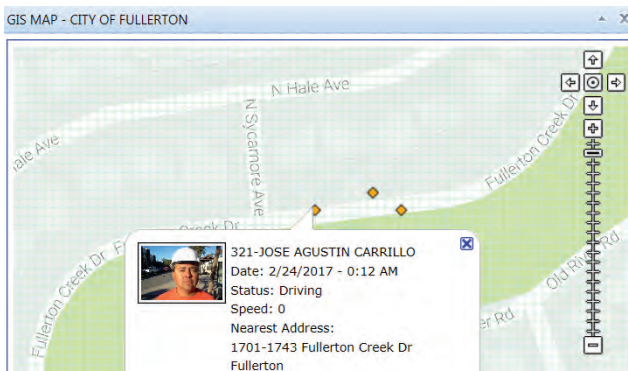 GIS MAP - CITY OF FULLERTON
X
N Hale Ave
ale Ave
N Sycamore Ave
Fullerton Creek Dr
Creek Dr
Fullerton Creek Dr
Old River Rd
er Rd
321-JOSE AGUSTIN CARRILLO
Date: 2/24/2017 - 0:12 AM
Status: Driving
Speed: 0
Nearest Address:
1701-1743 Fullerton Creek Dr
Fullerton